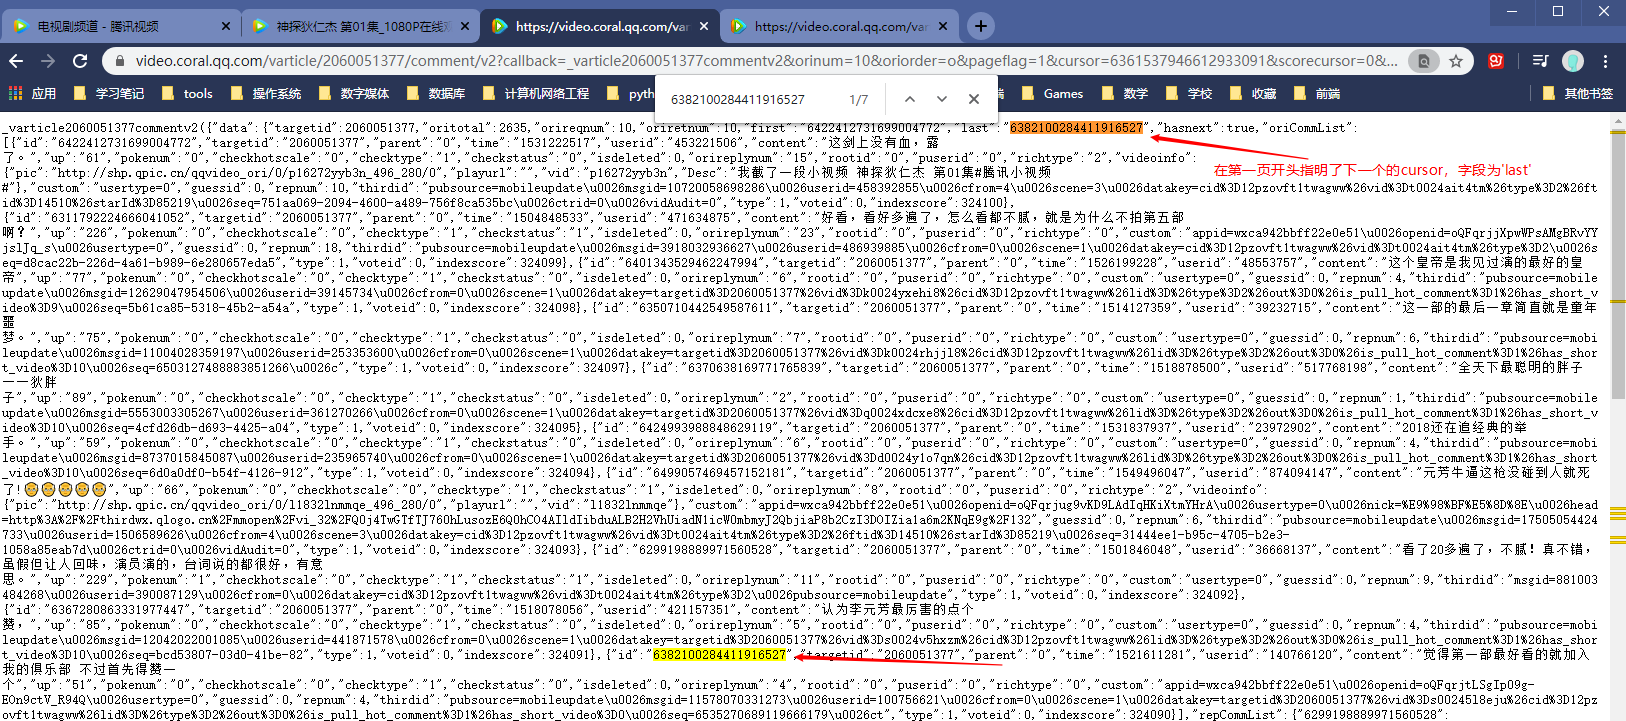 电视剧频道 - 腾讯视频
神探狄仁杰 第01集_1080P在线观
https://video.coral.qq.com/var
https://video.coral.qq.com/var
video.coral.qq.com/varticle/2060051377/comment/v2?callback=_varticle2060051377commentv2&orinum=10&oriorder=o&pageflag=1&cursor=6361537946612933091&scorecursor=0&...
应用 学习笔记 tools 操作系统 数字媒体 数据库 计算机网络工程 pyth Games 数学 学校 收藏 前端 其他书签
6382100284411916527 1/7
_varticle2060051377commentv2({"data":{"targetid":2060051377,"oritotal":2635,"orireqnum":10,"oriretnum":10,"first":"6422412731699004772","last":"6382100284411916527","hasnext":true,"oriCommList":
[{"id":"6422412731699004772","targetid":"2060051377","parent":"0","time":"1531222517","userid":"453221506","content":"这剑上没有血，露
了。","up":"61","pokenum":"0","checkhotscale":"0","checktype":"1","checkstatus":"0","isdeleted":0,"orireplynum":"15","rootid":"0","puserid":"0","richtype":"2","videoinfo":
{"pic":"http://shp.qpic.cn/qqvideo_ori/0/p16272yyb3n_496_280/0","playurl":"","vid":"p16272yyb3n","Desc":"我截了一段小视频 神探狄仁杰 第01集#腾讯小视频
在第一页开头指明了下一个的cursor，字段为'last'
#"},"custom":"usertype=0","guessid":0,"repnum":10,"thirdid":"pubsource=mobileupdate\u0026msgid=10720058698286\u0026userid=458392855\u0026cfrom=4\u0026scene=3\u0026datakey=cid%3D12pzovft1twagww%26vid%3Dt0024ait4tm%26type%3D2%26ft
id%3D14510%26starId%3D85219\u0026seq=751aa069-2094-4600-a489-756f8ca535bc\u0026ctrid=0\u0026vidAudit=0","type":1,"voteid":0,"indexscore":324100},
{"id":"6311792224666041052","targetid":"2060051377","parent":"0","time":"1504848533","userid":"471634875","content":"好看，看好多遍了，怎么看都不腻，就是为什么不拍第五部
啊？","up":"226","pokenum":"0","checkhotscale":"0","checktype":"1","checkstatus":"1","isdeleted":0,"orireplynum":"23","rootid":"0","puserid":"0","richtype":"0","custom":"appid=wxca942bbff22e0e51\u0026openid=oQFqrjjXpwWPsAMgBRvYY
jslJq_s\u0026usertype=0","guessid":0,"repnum":18,"thirdid":"pubsource=mobileupdate\u0026msgid=3918032936627\u0026userid=486939885\u0026cfrom=0\u0026scene=1\u0026datakey=targetid%3D2060051377%26vid%3Dt0024ait4tm%26type%3D2\u0026
seq=d8cac22b-226d-4a61-b989-6e280657eda5","type":1,"voteid":0,"indexscore":324099},{"id":"6401343529462247994","targetid":"2060051377","parent":"0","time":"1526199228","userid":"48553757","content":"这个皇帝是我见过演的最好的皇
帝","up":"77","pokenum":"0","checkhotscale":"0","checktype":"1","checkstatus":"0","isdeleted":0,"orireplynum":"6","rootid":"0","puserid":"0","richtype":"0","custom":"usertype=0","guessid":0,"repnum":4,"thirdid":"pubsource=mobile
update\u0026msgid=12629047954506\u0026userid=39145734\u0026cfrom=0\u0026scene=1\u0026datakey=targetid%3D2060051377%26vid%3Dk0024yxehi8%26cid%3D12pzovft1twagww%26lid%3D%26type%3D2%26out%3D0%26is_pull_hot_comment%3D1%26has_short_v
ideo%3D9\u0026seq=5b61ca85-5318-45b2-a54a","type":1,"voteid":0,"indexscore":324098},{"id":"6350710442549587611","targetid":"2060051377","parent":"0","time":"1514127359","userid":"39232715","content":"这一部的最后一章简直就是童年
噩
梦。","up":"75","pokenum":"0","checkhotscale":"0","checktype":"1","checkstatus":"0","isdeleted":0,"orireplynum":"7","rootid":"0","puserid":"0","richtype":"0","custom":"usertype=0","guessid":0,"repnum":6,"thirdid":"pubsource=mob
ileupdate\u0026msgid=11004028359197\u0026userid=253353600\u0026cfrom=0\u0026scene=1\u0026datakey=targetid%3D2060051377%26vid%3Dk0024rhjjl8%26cid%3D12pzovft1twagww%26lid%3D%26type%3D2%26out%3D0%26is_pull_hot_comment%3D1%26has_shor
t_video%3D10\u0026seq=6503127488883851266\u0026c","type":1,"voteid":0,"indexscore":324097},{"id":"6370638169771765839","targetid":"2060051377","parent":"0","time":"1518878500","userid":"517768198","content":"全天下最聪明的胖子
一一狄胖
子","up":"89","pokenum":"0","checkhotscale":"0","checktype":"1","checkstatus":"0","isdeleted":0,"orireplynum":"2","rootid":"0","puserid":"0","richtype":"0","custom":"usertype=0","guessid":0,"repnum":1,"thirdid":"pubsource=mobile
update\u0026msgid=5553003305267\u0026userid=361270266\u0026cfrom=0\u0026scene=1\u0026datakey=targetid%3D2060051377%26vid%3Dq0024xdcxe8%26cid%3D12pzovft1twagww%26lid%3D%26type%3D2%26out%3D0%26is_pull_hot_comment%3D1%26has_short_v
ideo%3D10\u0026seq=4cfd26db-d693-4425-a04","type":1,"voteid":0,"indexscore":324095},{"id":"6424993988848629119","targetid":"2060051377","parent":"0","time":"1531837937","userid":"23972902","content":"2018还在追经典的举
手。","up":"59","pokenum":"0","checkhotscale":"0","checktype":"1","checkstatus":"0","isdeleted":0,"orireplynum":"6","rootid":"0","puserid":"0","richtype":"0","custom":"usertype=0","guessid":0,"repnum":4,"thirdid":"pubsource=mobi
leupdate\u0026msgid=8737015845087\u0026userid=235965740\u0026cfrom=0\u0026scene=1\u0026datakey=targetid%3D2060051377%26vid%3Dd0024y1o7qn%26cid%3D12pzovft1twagww%26lid%3D%26type%3D2%26out%3D0%26is_pull_hot_comment%3D1%26has_short
_video%3D10\u0026seq=6d0a0df0-b54f-4126-912","type":1,"voteid":0,"indexscore":324094},{"id":"6499057469457152181","targetid":"2060051377","parent":"0","time":"1549496047","userid":"874094147","content":"元芳牛逼这枪没碰到人就死
了!😊😊😊😊😊","up":"66","pokenum":"0","checkhotscale":"0","checktype":"1","checkstatus":"1","isdeleted":0,"orireplynum":"8","rootid":"0","puserid":"0","richtype":"2","videoinfo":
{"pic":"http://shp.qpic.cn/qqvideo_ori/0/l1832lnmmqe_496_280/0","playurl":"","vid":"l1832lnmmqe"},"custom":"appid=wxca942bbff22e0e51\u0026openid=oQFqrjug9vKD9LAdIqHKiXtmYHrA\u0026usertype=0\u0026nick=%E9%98%BF%E5%8D%8E\u0026head
733\u0026userid=1506589626\u0026cfrom=4\u0026scene=3\u0026datakey=cid%3D12pzovft1twagww%26vid%3Dt0024ait4tm%26type%3D2%26ftid%3D14510%26starId%3D85219\u0026seq=31444ee1-b95c-4705-b2e3-
1058a85eab7d\u0026ctrid=0\u0026vidAudit=0","type":1,"voteid":0,"indexscore":324093},{"id":"6299198889971560528","targetid":"2060051377","parent":"0","time":"1501846048","userid":"36668137","content":"看了20多遍了，不腻！真不错，
虽假但让人回味，演员演的，台词说的都很好，有意
思。","up":"229","pokenum":"1","checkhotscale":"0","checktype":"1","checkstatus":"1","isdeleted":0,"orireplynum":"11","rootid":"0","puserid":"0","richtype":"0","custom":"usertype=0","guessid":0,"repnum":9,"thirdid":"msgid=881003
484268\u0026userid=390087129\u0026cfrom=0\u0026datakey=cid%3D12pzovft1twagww%26vid%3Dt0024ait4tm%26type%3D2\u0026pubsource=mobileupdate","type":1,"voteid":0,"indexscore":324092},
{"id":"6367280863331977447","targetid":"2060051377","parent":"0","time":"1518078056","userid":"421157351","content":"认为李元芳最厉害的点个
赞，","up":"85","pokenum":"0","checkhotscale":"0","checktype":"1","checkstatus":"0","isdeleted":0,"orireplynum":"5","rootid":"0","puserid":"0","richtype":"0","custom":"usertype=0","guessid":0,"repnum":4,"thirdid":"pubsource=mobi
leupdate\u0026msgid=12042022001085\u0026userid=441871578\u0026cfrom=0\u0026scene=1\u0026datakey=targetid%3D2060051377%26vid%3Ds0024v5hxzm%26cid%3D12pzovft1twagww%26lid%3D%26type%3D2%26out%3D0%26is_pull_hot_comment%3D1%26has_shor
t_video%3D10\u0026seq=bcd53807-03d0-41be-82","type":1,"voteid":0,"indexscore":324091},{"id":"6382100284411916527","targetid":"2060051377","parent":"0","time":"1521611281","userid":"140766120","content":"觉得第一部最好看的就加入
我的俱乐部 不过首先得赞一
个","up":"51","pokenum":"0","checkhotscale":"0","checktype":"1","checkstatus":"0","isdeleted":0,"orireplynum":"4","rootid":"0","puserid":"0","richtype":"0","custom":"appid=wxca942bbff22e0e51\u0026openid=oQFqrjtLSgIp09g-
EOn9ctV_R94Q\u0026usertype=0","guessid":0,"repnum":4,"thirdid":"pubsource=mobileupdate\u0026msgid=11578070331273\u0026userid=100756621\u0026cfrom=0\u0026scene=1\u0026datakey=targetid%3D2060051377%26vid%3Ds00245l8eju%26cid%3D12pz
ovft1twagww%26lid%3D%26type%3D2%26out%3D0%26is_pull_hot_comment%3D1%26has_short_video%3D0\u0026seq=6535270689119666179\u0026ct","type":1,"voteid":0,"indexscore":324090}],"repCommList":{"6299198889971560528":